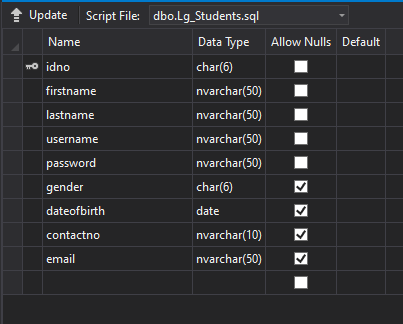 Update Script File: dbo.Lg_Students.sql
Name Data Type Allow Nulls Default
idno char(6)
firstname nvarchar(50)
lastname nvarchar(50)
username nvarchar(50)
password nvarchar(50)
gender char(6)
dateofbirth date
contactno nvarchar(10)
email nvarchar(50)